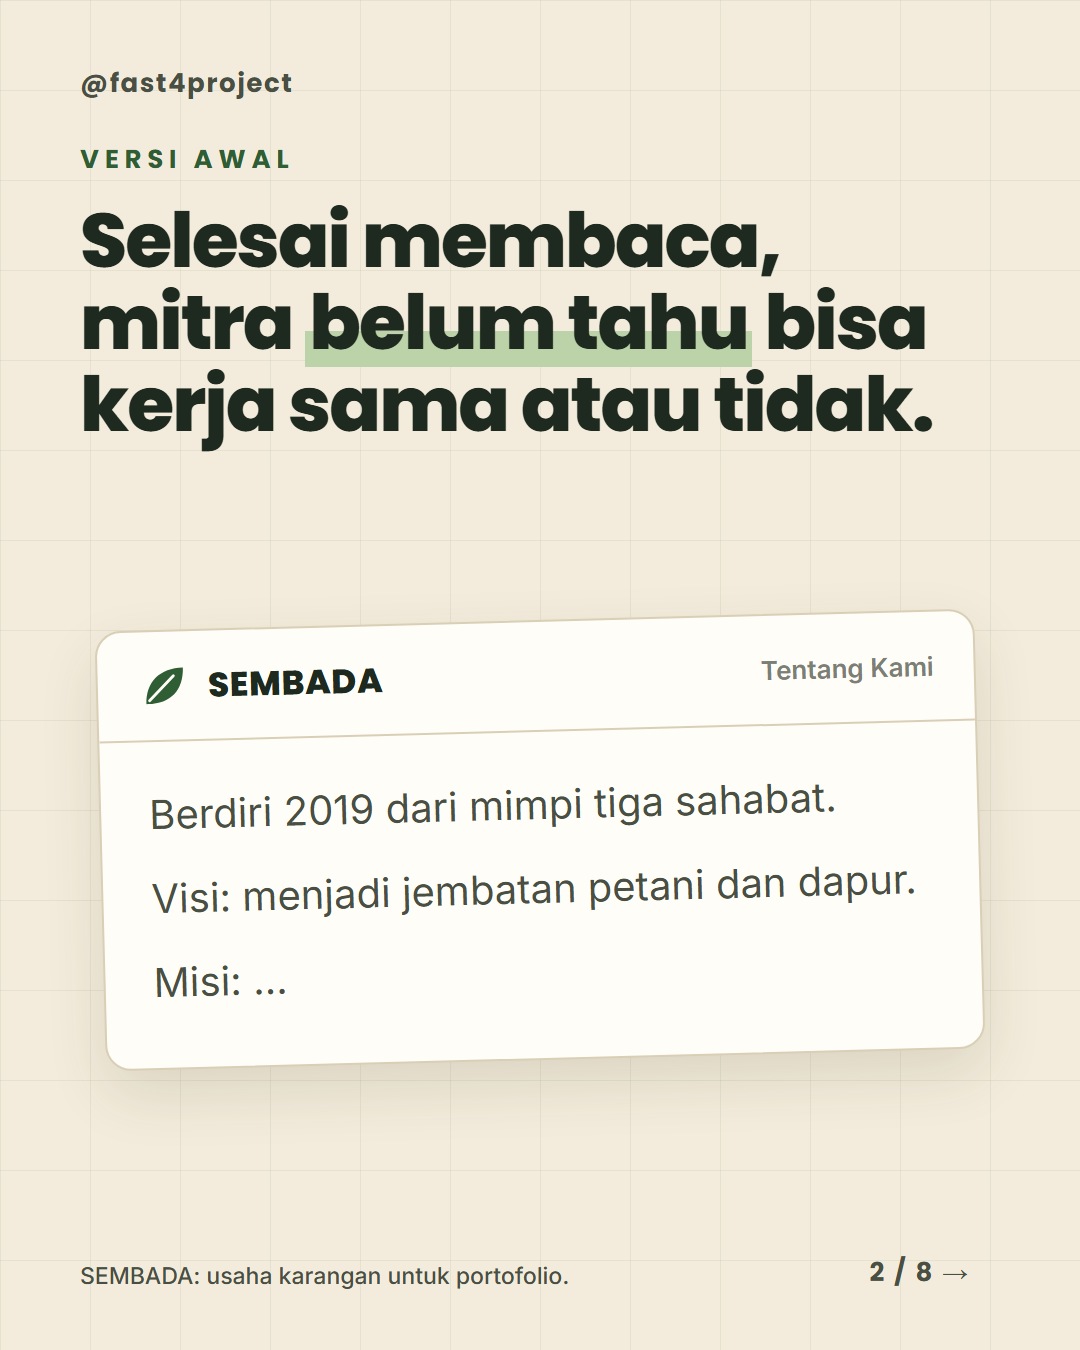 @fast4project
VERSI AWAL
Selesai membaca,
mitra belum tahu bisa
kerja sama atau tidak.
SEMBADA
Tentang Kami
Berdiri 2019 dari mimpi tiga sahabat.
Visi: menjadi jembatan petani dan dapur.
Misi: ...
SEMBADA: usaha karangan untuk portofolio.
2 / 8 →